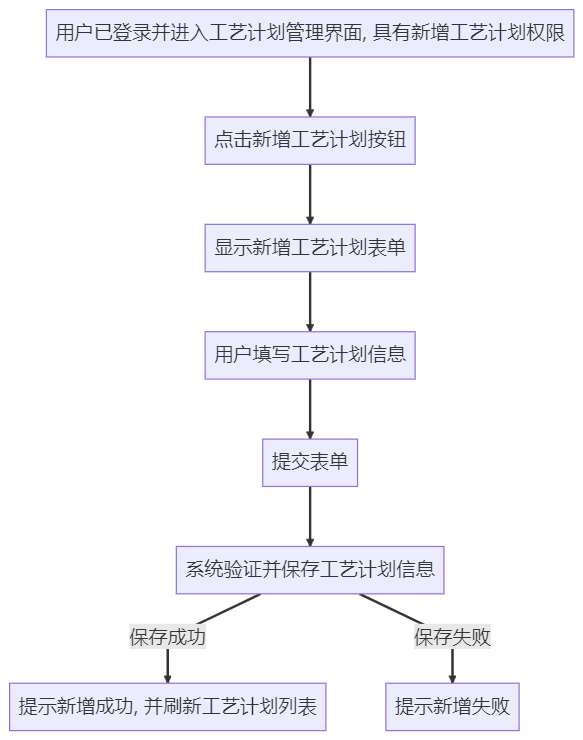 用户已登录并进入工艺计划管理界面, 具有新增工艺计划权限
点击新增工艺计划按钮
显示新增工艺计划表单
用户填写工艺计划信息
提交表单
系统验证并保存工艺计划信息
保存成功
保存失败
提示新增成功, 并刷新工艺计划列表
提示新增失败